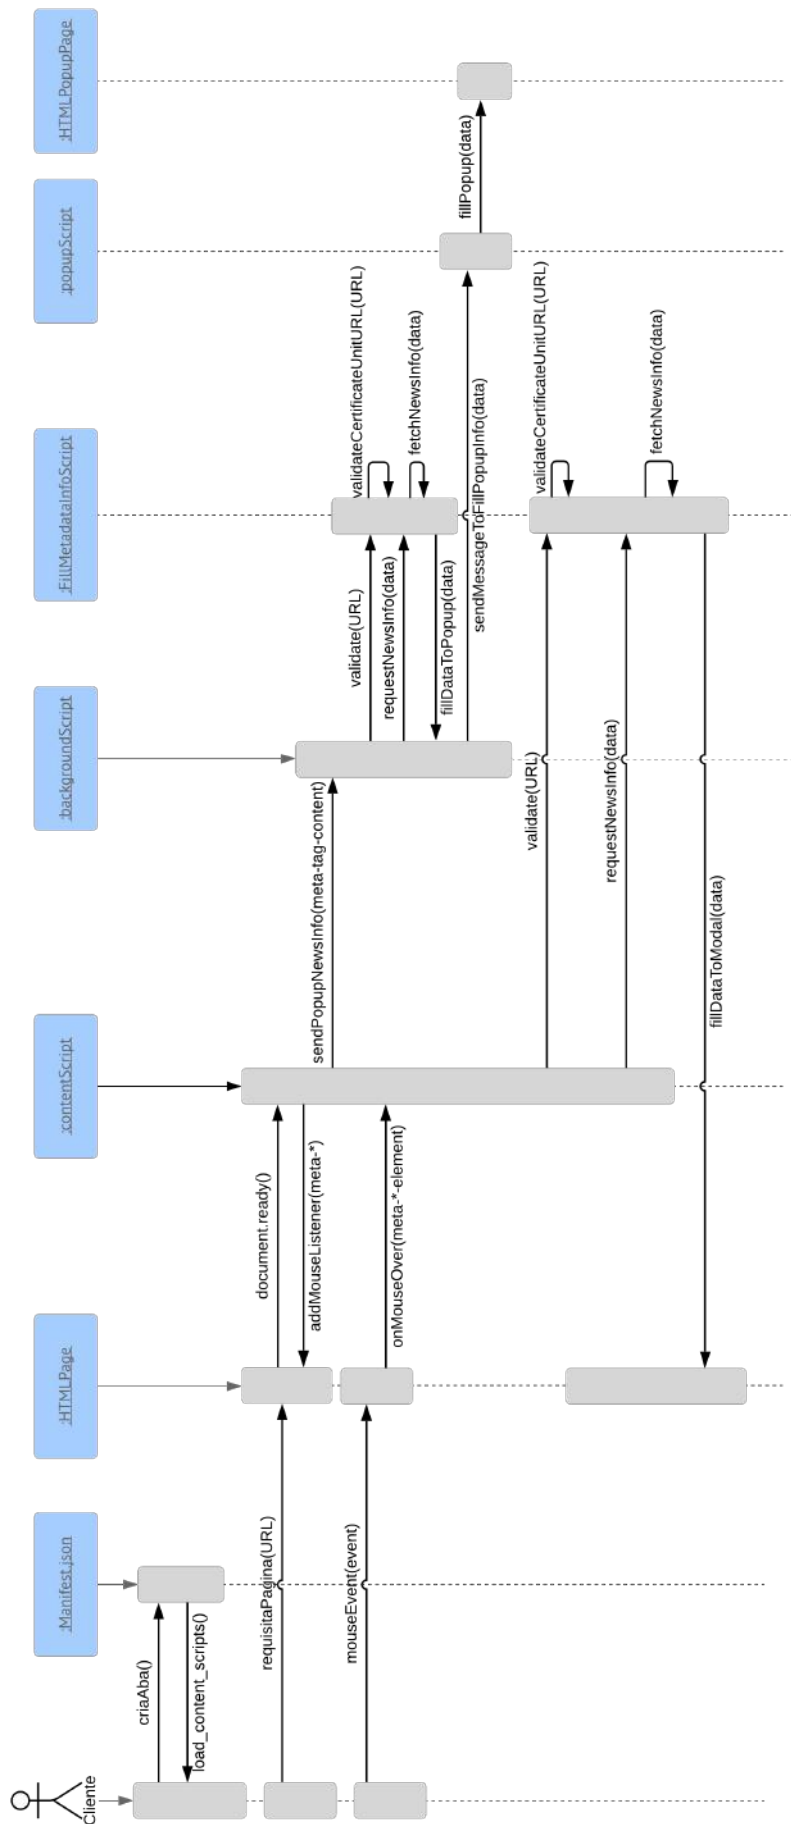 Cliente
:Manifest.json
:HTMLPage
:contentScript
:backgroundScript
:FillMetadataInfoScript
:popupScript
:HTMLPopupPage
criaAba()
load_content_scripts()
requisitaPagina(URL)
document.ready()
addMouseListener(meta-*)
sendPopupNewsInfo(meta-tag-content)
validate(URL)
validateCertificateUnitURL(URL)
mouseEvent(event)
onMouseOver(meta-*-element)
requestNewsInfo(data)
fetchNewsInfo(data)
fillDataToPopup(data)
sendMessageToFillPopupInfo(data)
fillPopup(data)
validate(URL)
validateCertificateUnitURL(URL)
requestNewsInfo(data)
fetchNewsInfo(data)
fillDataToModal(data)